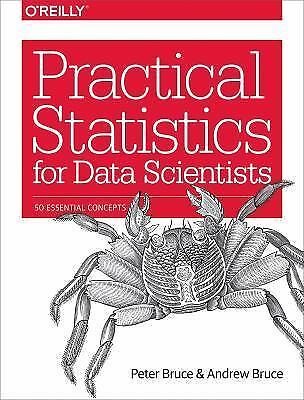 O'REILLY®
Practical
Statistics
for Data Scientists
50 ESSENTIAL CONCEPTS
Peter Bruce & Andrew Bruce